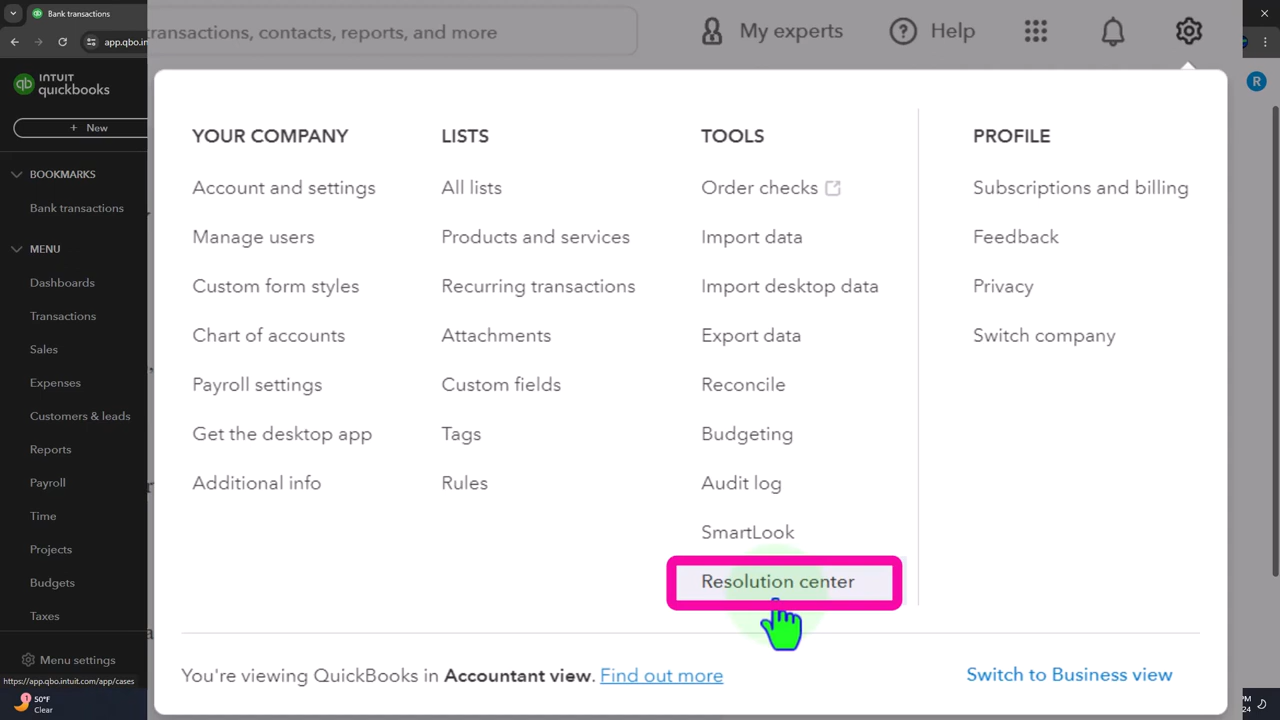 Bank transactions
app.qbo.in
transactions, contacts, reports, and more
My experts
Help
INTUIT
quickbooks
+ New
BOOKMARKS
Bank transactions
MENU
Dashboards
Transactions
Sales
Expenses
Customers & leads
Reports
Payroll
Time
Projects
Budgets
Taxes
Menu settings
https://app.qbo.intuit.com/app/cases
50°F
Clear
YOUR COMPANY
Account and settings
Manage users
Custom form styles
Chart of accounts
Payroll settings
Get the desktop app
Additional info
LISTS
All lists
Products and services
Recurring transactions
Attachments
Custom fields
Tags
Rules
TOOLS
Order checks
Import data
Import desktop data
Export data
Reconcile
Budgeting
Audit log
SmartLook
Resolution center
PROFILE
Subscriptions and billing
Feedback
Privacy
Switch company
You're viewing QuickBooks in Accountant view. Find out more
Switch to Business view
R
PM
24